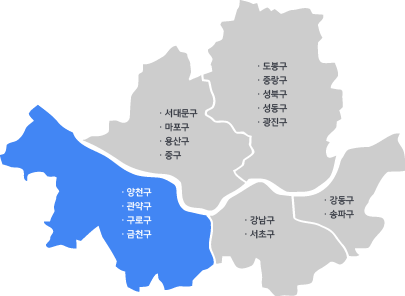 · 도봉구
· 중랑구
· 성북구
· 성동구
· 광진구
· 서대문구
· 마포구
· 용산구
· 중구
· 양천구
· 관악구
· 구로구
· 금천구
· 강동구
· 송파구
· 강남구
· 서초구